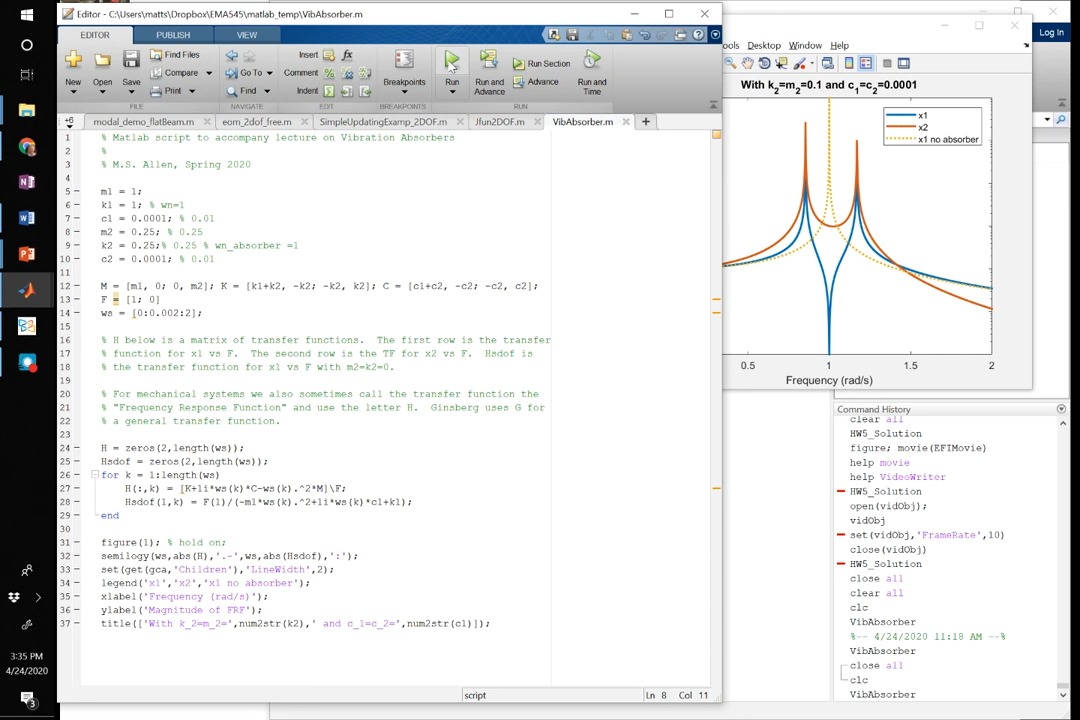 Editor - C:\Users\matts\Dropbox\EMA545\matlab_temp\VibAbsorber.m
EDITOR PUBLISH VIEW
New Open Save Find Files Compare Print
FILE
Go To Find
NAVIGATE
Insert Comment Indent
EDIT
Breakpoints
BREAKPOINTS
Run Run and Advance Run Section Advance Run and Time
RUN
+6 modal_demo_flatBeam.m eom_2dof_free.m SimpleUpdatingExamp_2DOF.m Jfun2DOF.m VibAbsorber.m
1 % Matlab script to accompany lecture on Vibration Absorbers
2 %
3 % M.S. Allen, Spring 2020
4
5 m1 = 1;
6 k1 = 1; % wn=1
7 c1 = 0.0001; % 0.01
8 m2 = 0.25; % 0.25
9 k2 = 0.25;% 0.25 % wn_absorber =1
10 c2 = 0.0001; % 0.01
11
12 M = [m1, 0; 0, m2]; K = [k1+k2, -k2; -k2, k2]; C = [c1+c2, -c2; -c2, c2];
13 F = [1; 0]
14 ws = [0:0.002:2];
15
16 % H below is a matrix of transfer functions. The first row is the transfer
17 % function for x1 vs F. The second row is the TF for x2 vs F. Hsdof is
18 % the transfer function for x1 vs F with m2=k2=0.
19
20 % For mechanical systems we also sometimes call the transfer function the
21 % "Frequency Response Function" and use the letter H. Ginsberg uses G for
22 % a general transfer function.
23
24 H = zeros(2,length(ws));
25 Hsdof = zeros(2,length(ws));
26 for k = 1:length(ws)
27 H(:,k) = [K+1i*ws(k)*C-ws(k).^2*M]\F;
28 Hsdof(1,k) = F(1)/(-m1*ws(k).^2+1i*ws(k)*c1+k1);
29 end
30
31 figure(1); % hold on;
32 semilogy(ws,abs(H),'.-',ws,abs(Hsdof),':');
33 set(get(gca,'Children'),'LineWidth',2);
34 legend('x1','x2','x1 no absorber');
35 xlabel('Frequency (rad/s)');
36 ylabel('Magnitude of FRF');
37 title(['With k_2=m_2=',num2str(k2),' and c_1=c_2=',num2str(c1)]);
script Ln 8 Col 11
Log In
ools Desktop Window Help
With k2=m2=0.1 and c1=c2=0.0001
x1
x2
x1 no absorber
0.5 1 1.5 2
Frequency (rad/s)
Command History
clear all
HW5_Solution
figure; movie(EFIMovie)
help movie
help VideoWriter
HW5_Solution
open(vidObj);
vidObj
set(vidObj,'FrameRate',10)
close(vidObj)
HW5_Solution
close all
clear all
clc
VibAbsorber
%-- 4/24/2020 11:18 AM --%
VibAbsorber
close all
clc
VibAbsorber
3:35 PM
4/24/2020
3